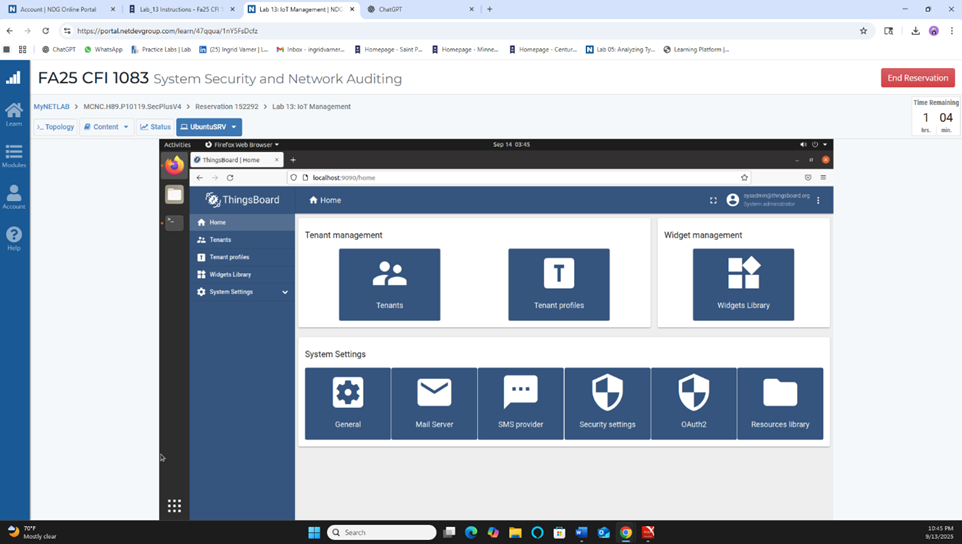 Account | NDG Online Portal
Lab_13 Instructions - Fa25 CFI
Lab 13: IoT Management | NDG
ChatGPT
https://portal.netdevgroup.com/learn/47qqua/1nY5FsDcfz
ChatGPT
WhatsApp
Practice Labs | Lab
(25) Ingrid Varner | L...
Inbox - ingridvarner...
Homepage - Saint P...
Homepage - Minne...
Homepage - Centur...
Lab 05: Analyzing Ty...
Learning Platform |...
FA25 CFI 1083 System Security and Network Auditing
End Reservation
MyNETLAB > MCNC.H89.P10119.SecPlusV4 > Reservation 152292 > Lab 13: IoT Management
Time Remaining
1 04
hrs. min.
Topology
Content
Status
UbuntuSRV
Learn
Modules
Account
Help
Activities
Firefox Web Browser
Sep 14 03:45
ThingsBoard | Home
localhost:9090/home
ThingsBoard
Home
sysadmin@thingsboard.org
System administrator
Home
Tenants
Tenant profiles
Widgets Library
System Settings
Tenant management
Tenants
Tenant profiles
Widget management
Widgets Library
System Settings
General
Mail Server
SMS provider
Security settings
OAuth2
Resources library
70°F
Mostly clear
Search
10:45 PM
9/13/2025